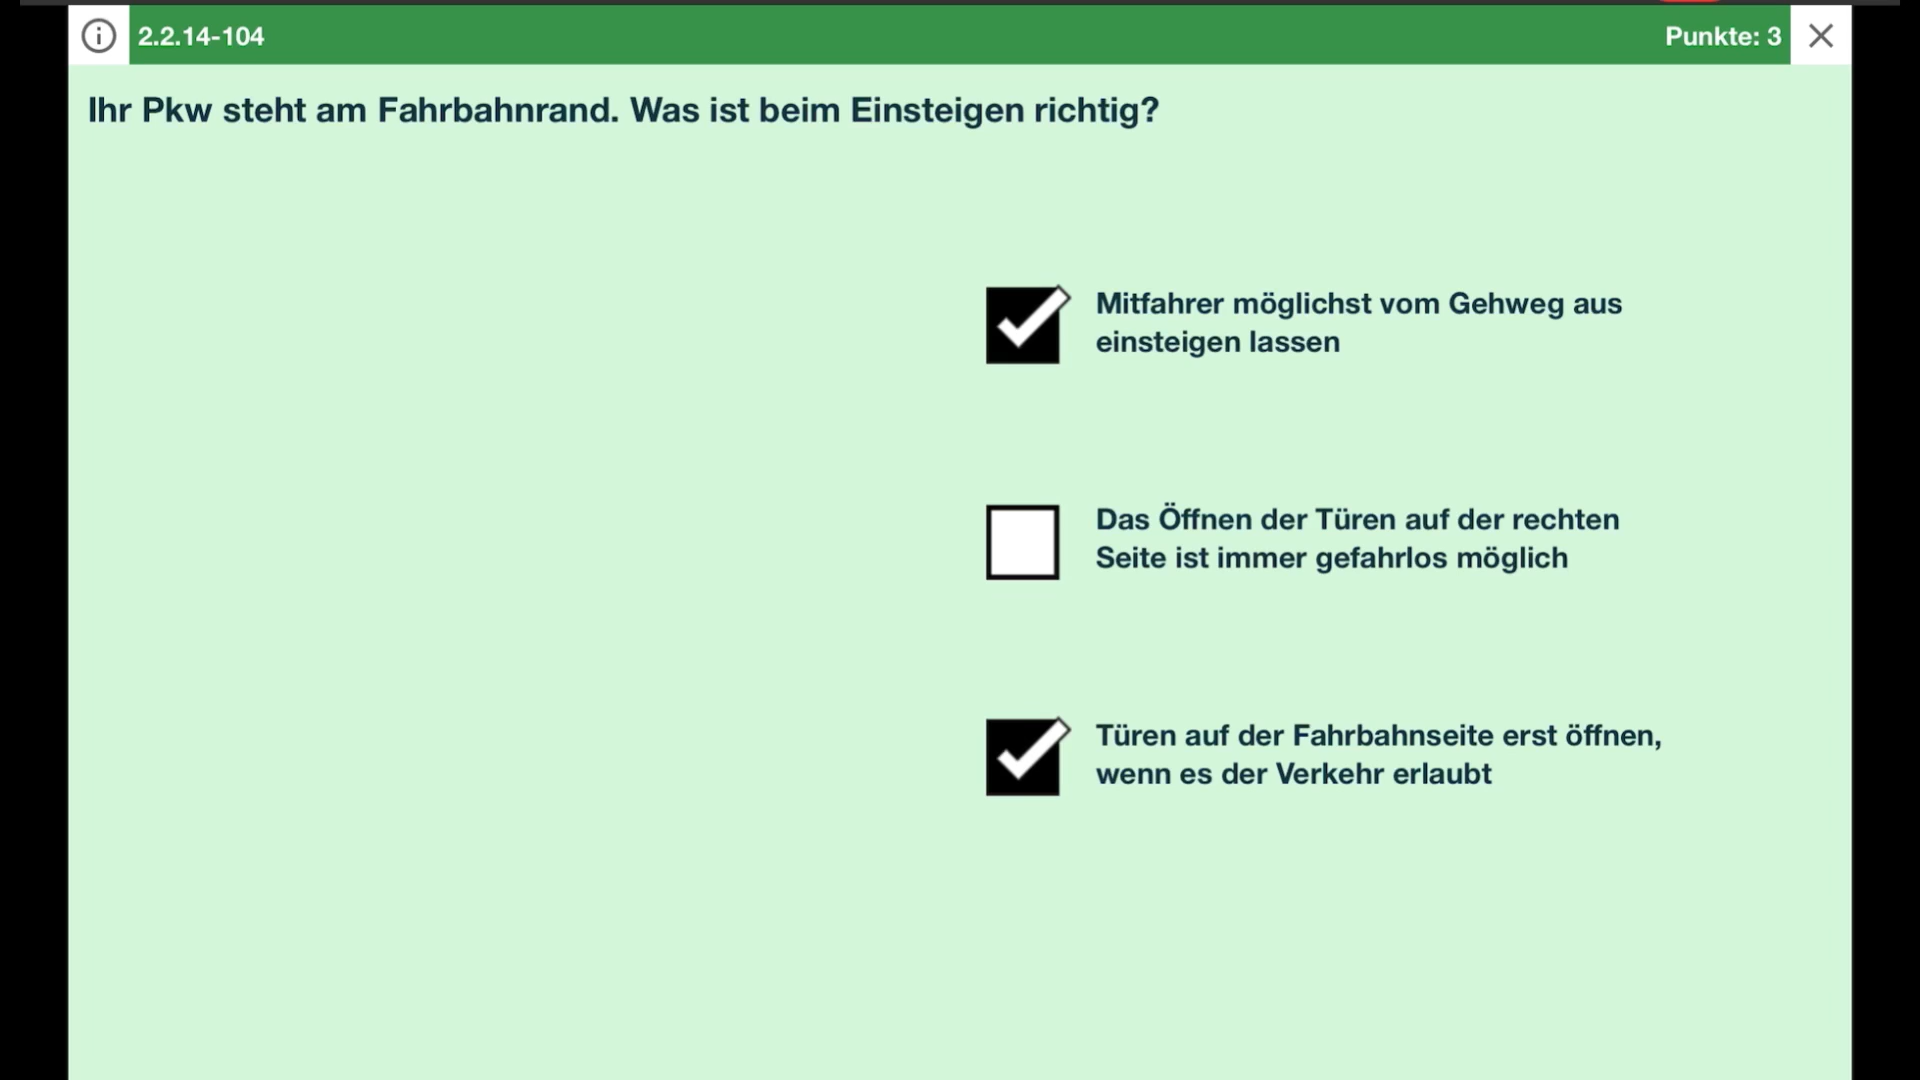 2.2.14-104
Punkte: 3
Ihr Pkw steht am Fahrbahnrand. Was ist beim Einsteigen richtig?
Mitfahrer möglichst vom Gehweg aus
einsteigen lassen
Das Öffnen der Türen auf der rechten
Seite ist immer gefahrlos möglich
Türen auf der Fahrbahnseite erst öffnen,
wenn es der Verkehr erlaubt